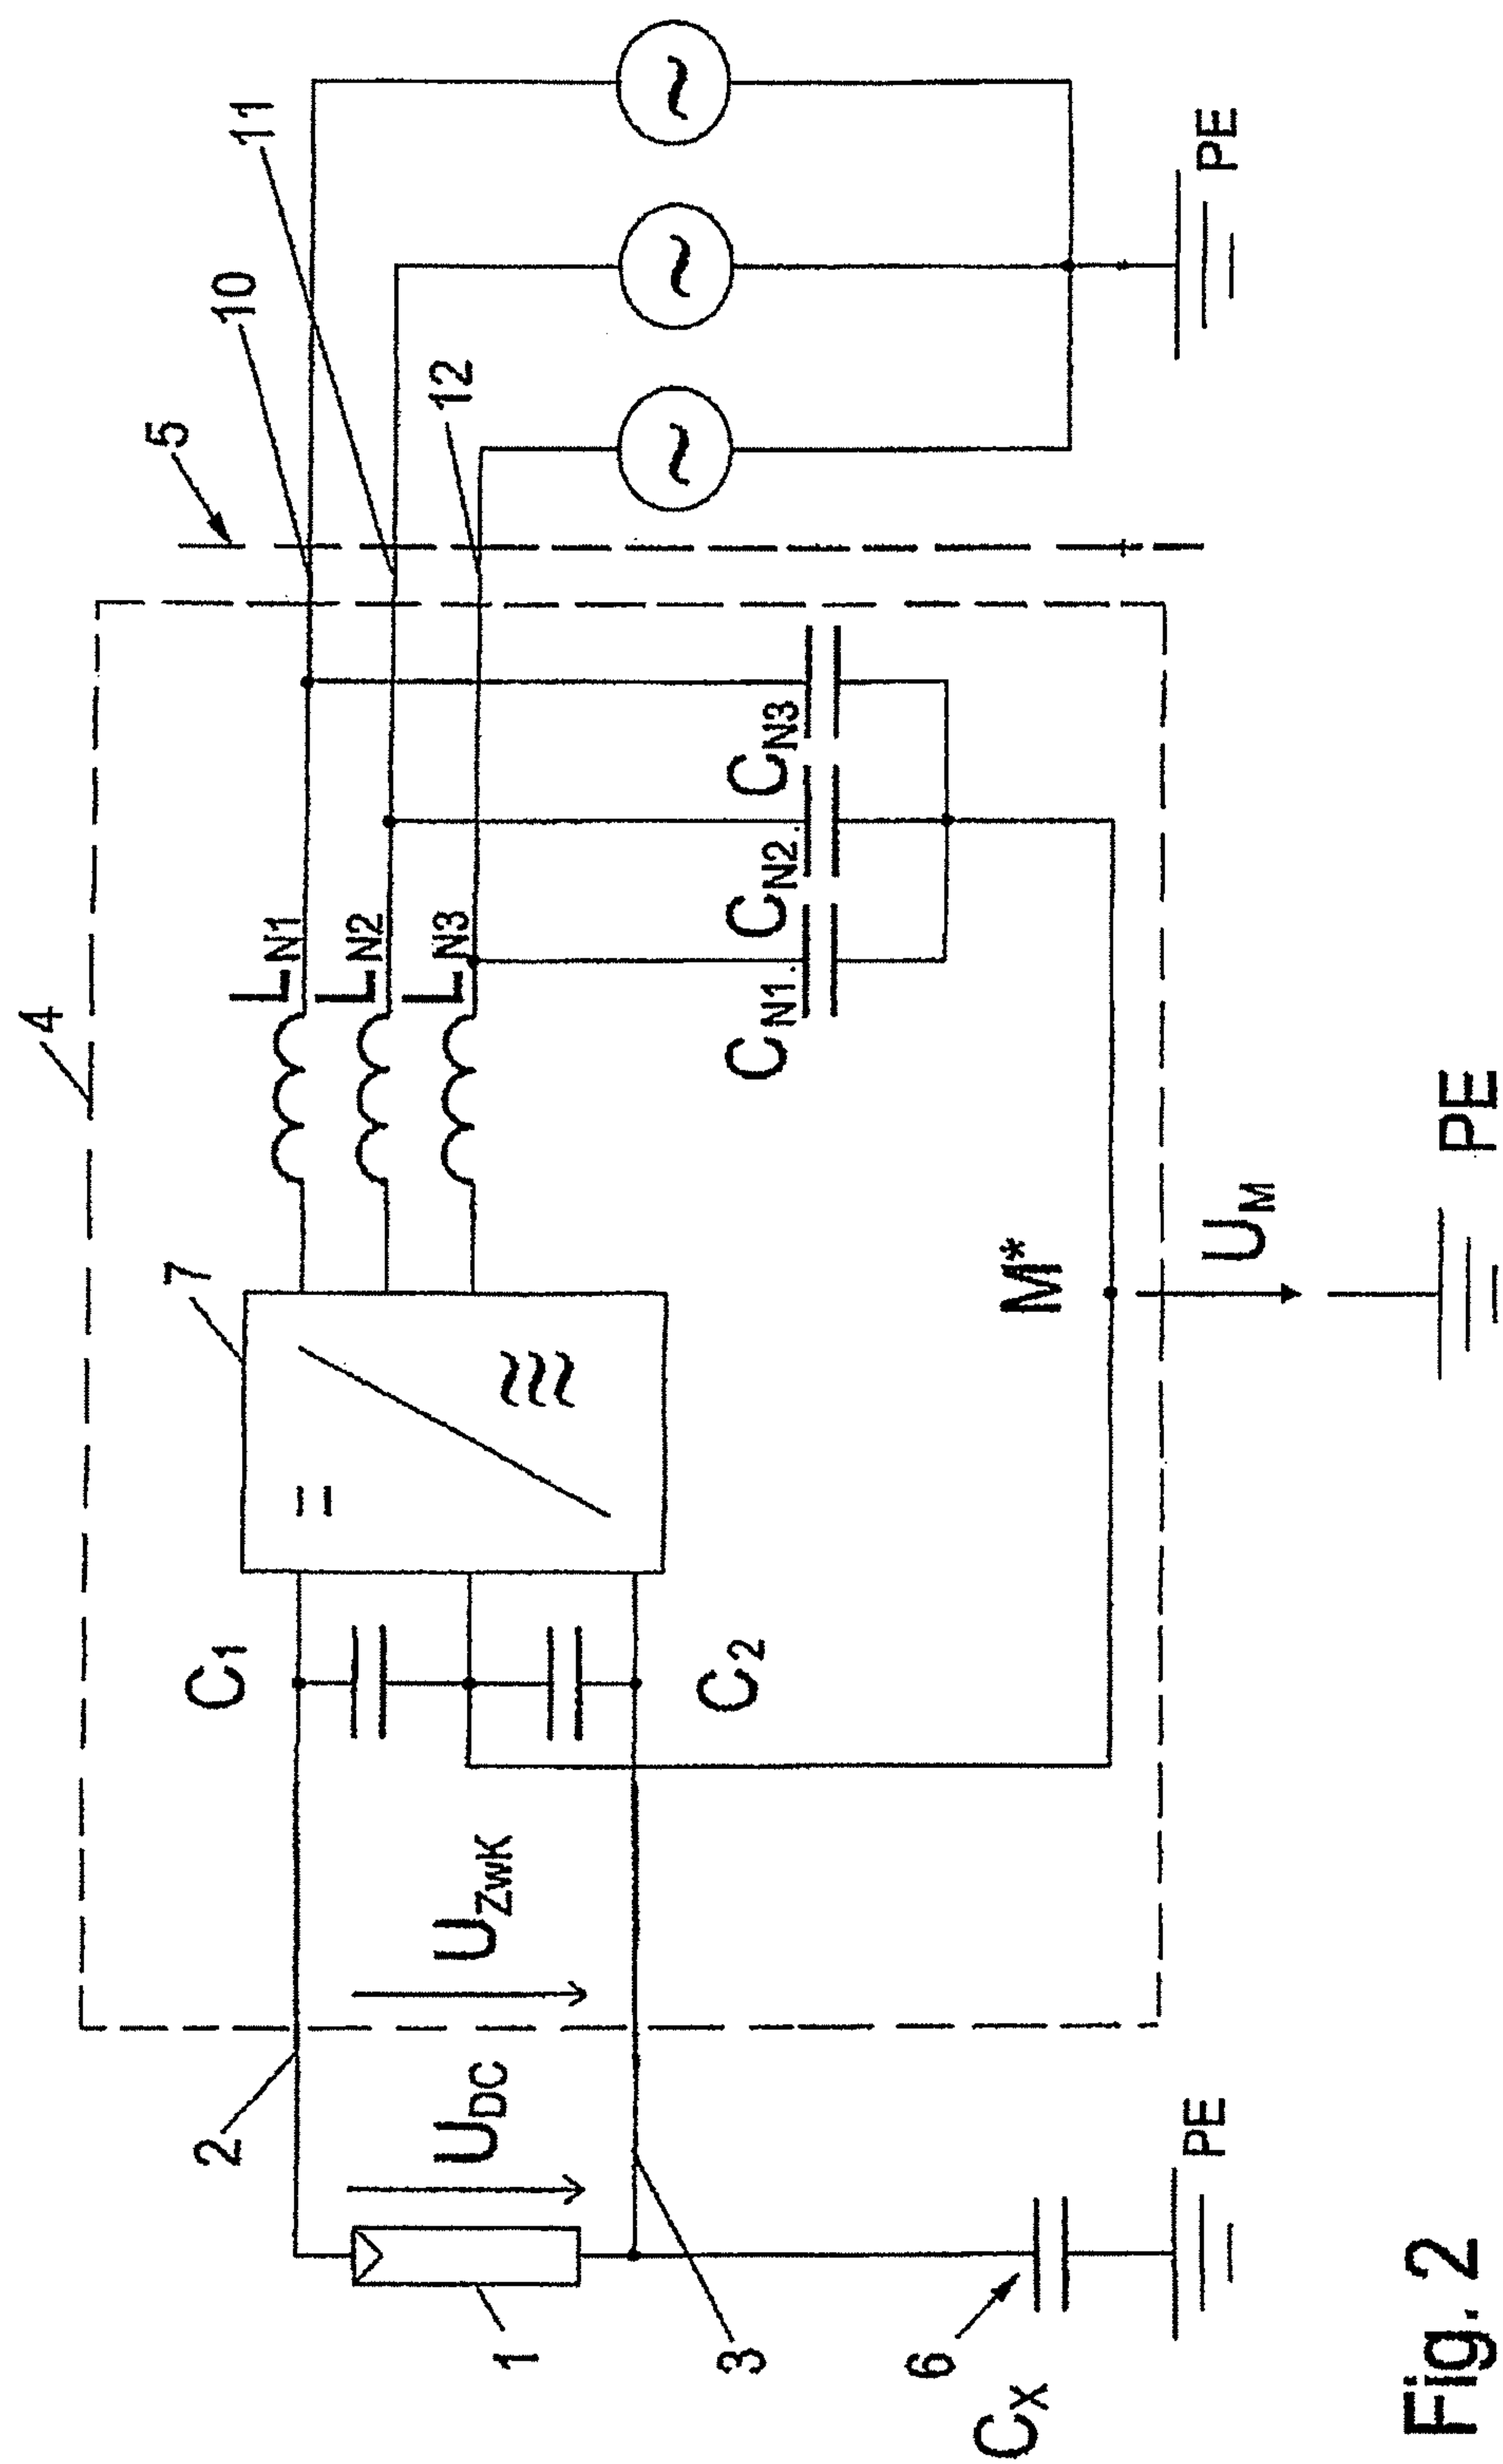 4
5
10
11
7
2
C1
LN1
LN2
LN3
12
UDC
UZwK
=
~
~
~
≈
C2
CN1
CN2
CN3
1
3
6
CX
M*
UM
PE
PE
PE
Fig. 2